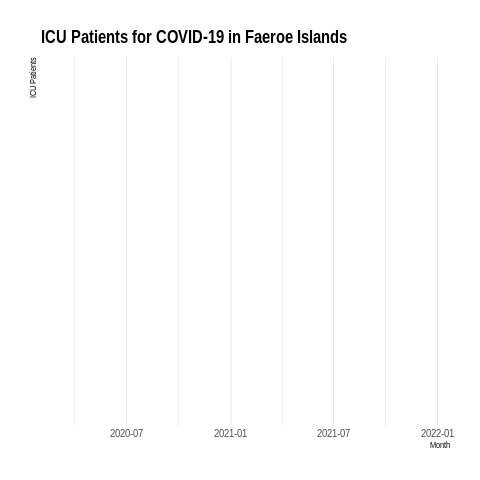 ICU Patients for COVID-19 in Faeroe Islands
ICU Patients
2020-07 2021-01 2021-07 2022-01
Month